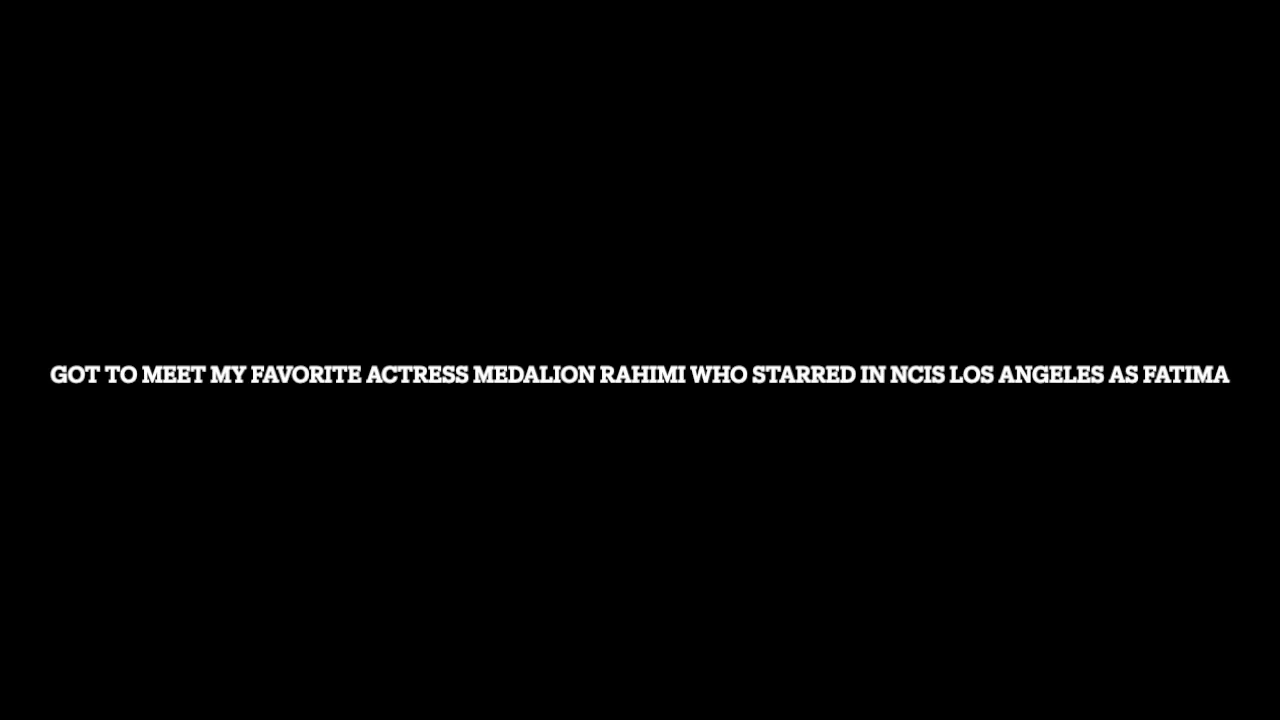 GOT TO MEET MY FAVORITE ACTRESS MEDALION RAHIMI WHO STARRED IN NCIS LOS ANGELES AS FATIMA